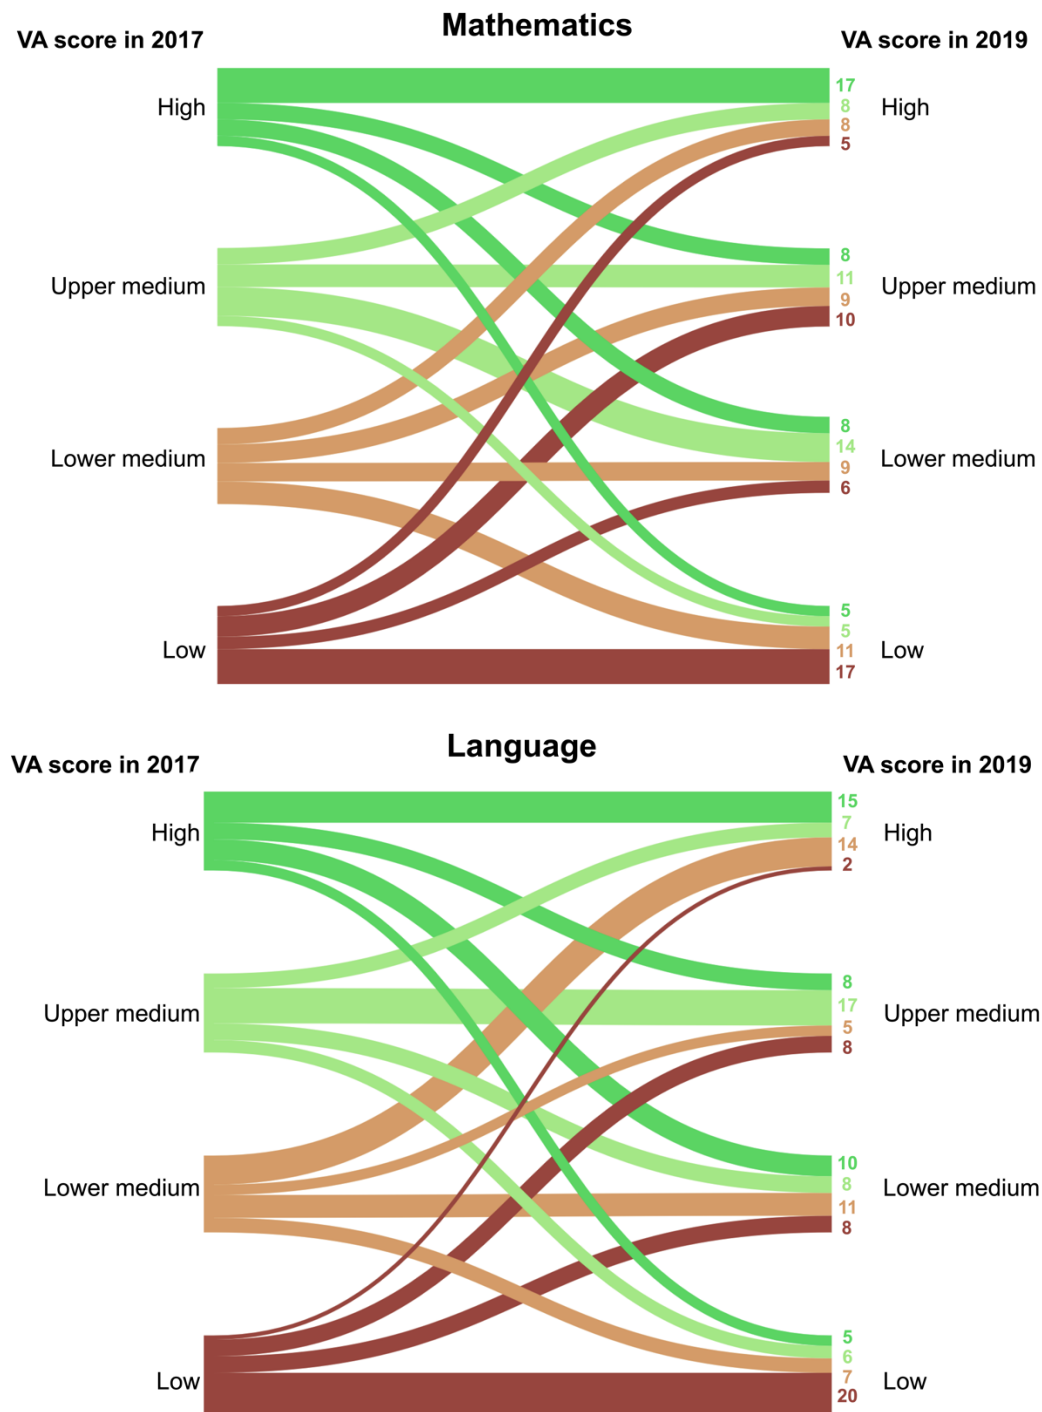 Mathematics
VA score in 2017
VA score in 2019
High
17
8
8
5
High
Upper medium
8
11
9
10
Upper medium
Lower medium
8
14
9
6
Lower medium
Low
5
5
11
17
Low
Language
VA score in 2017
VA score in 2019
High
15
7
14
2
High
Upper medium
8
17
5
8
Upper medium
Lower medium
10
8
11
8
Lower medium
Low
5
6
7
20
Low